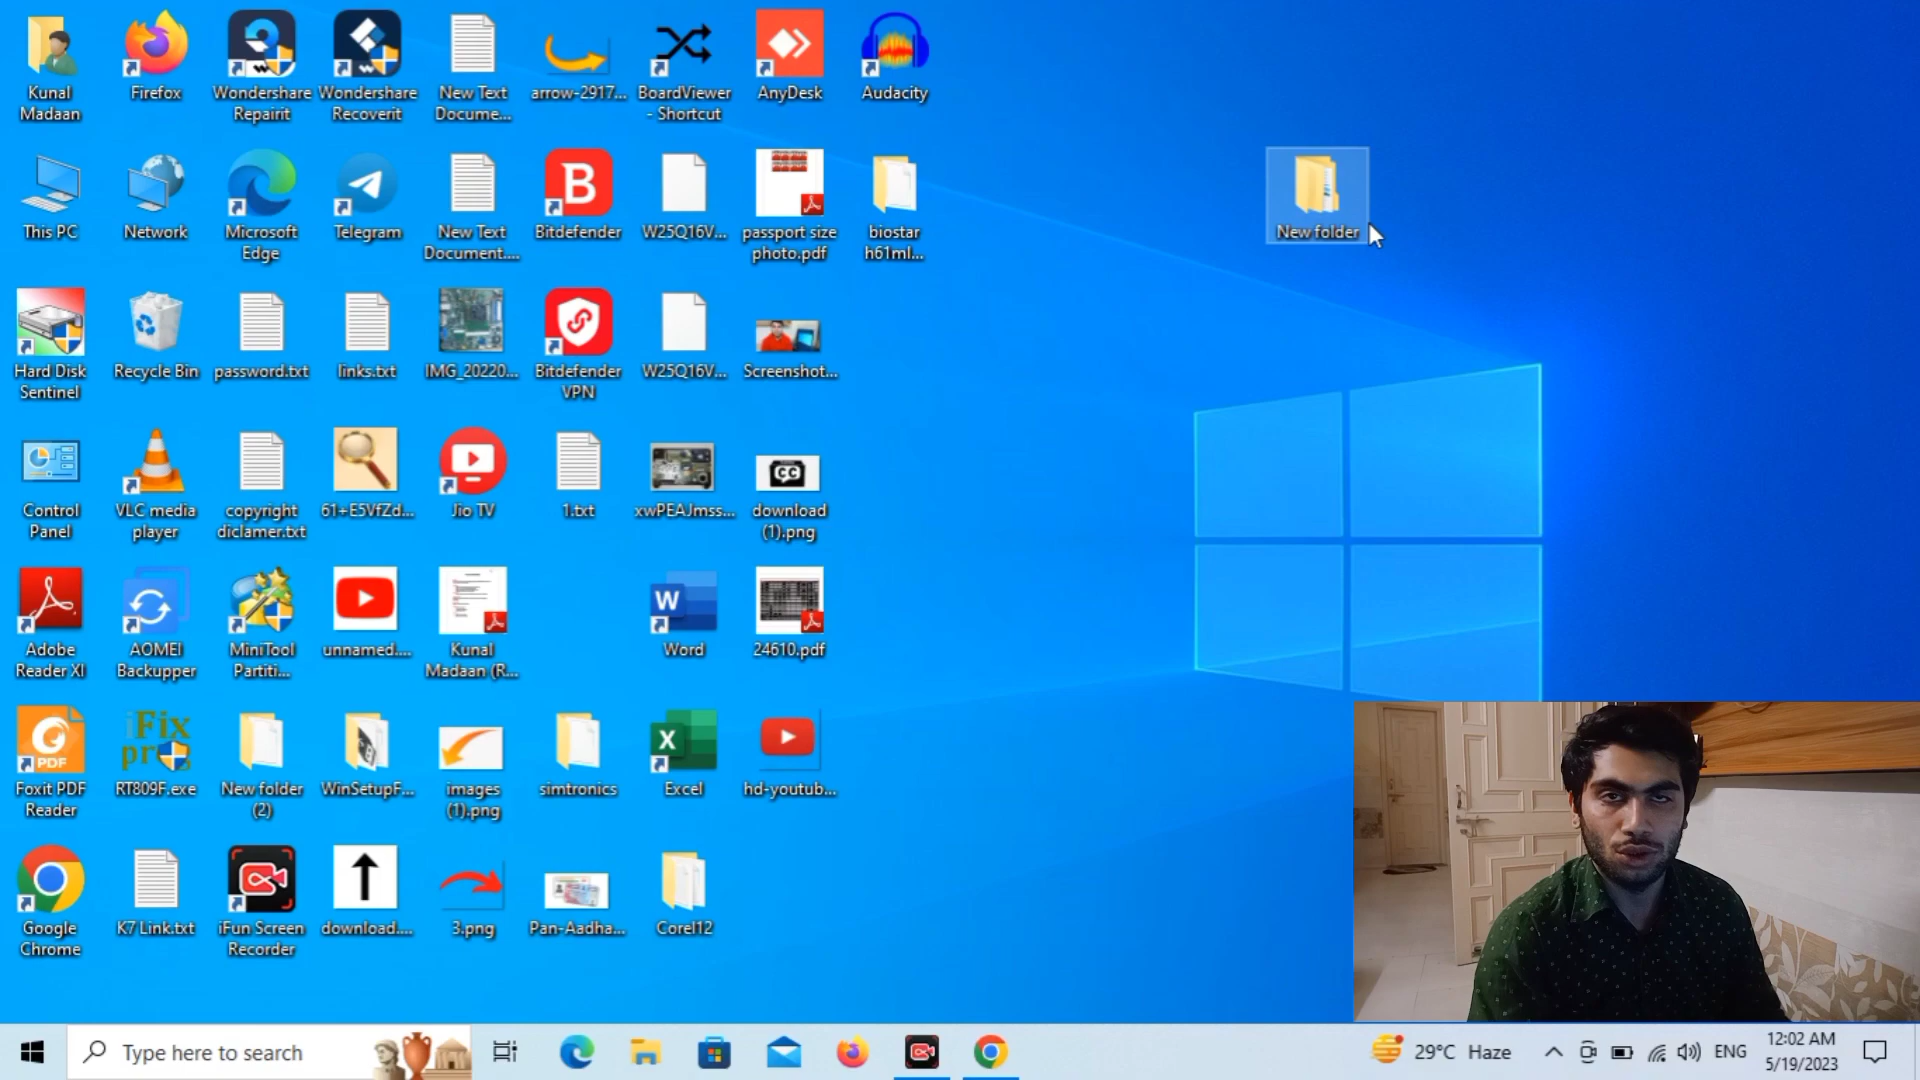 Kunal
Madaan
Firefox
Wondershare
Repairit
Wondershare
Recoverit
New Text
Docume...
arrow-2917...
BoardViewer
- Shortcut
AnyDesk
Audacity
This PC
Network
Microsoft
Edge
Telegram
New Text
Document....
B
Bitdefender
W25Q16V...
passport size
photo.pdf
biostar
h61ml...
New folder
Hard Disk
Sentinel
Recycle Bin
password.txt
links.txt
IMG_20220...
Bitdefender
VPN
W25Q16V...
Screenshot...
Control
Panel
VLC media
player
copyright
diclamer.txt
61+E5VfZd...
Jio TV
1.txt
xwPEAJmss...
CC
download
(1).png
Adobe
Reader XI
AOMEI
Backupper
MiniTool
Partiti...
unnamed....
Kunal
Madaan (R...
W
Word
24610.pdf
PDF
Foxit PDF
Reader
iFix
pr
RT809F.exe
New folder
(2)
WinSetupF...
images
(1).png
simtronics
X
Excel
hd-youtub...
Google
Chrome
K7 Link.txt
iFun Screen
Recorder
download....
3.png
Pan-Aadha...
Corel12
Type here to search
29°C Haze
ENG
12:02 AM
5/19/2023